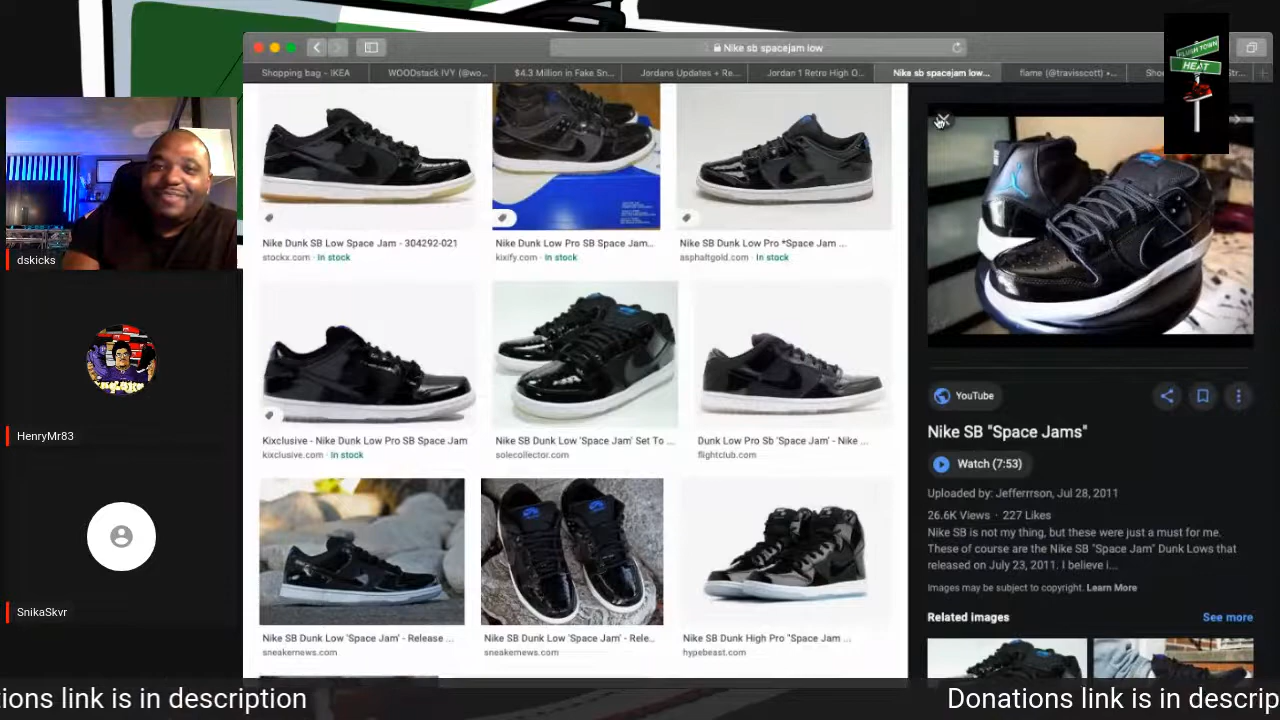 Nike sb spacejam low
Shopping bag - IKEA
WOODstack IVY (@wo...
$4.3 Million in Fake Sn...
Jordans Updates + Re...
Jordan 1 Retro High O...
Nike sb spacejam low...
flame (@travisscott) •...
FLIGHT TOWN
HEAT
dskicks
HenryMr83
SnikaSkvr
Nike Dunk SB Low Space Jam - 304292-021
stockx.com · In stock
Nike Dunk Low Pro SB Space Jam...
kixify.com · In stock
Nike SB Dunk Low Pro *Space Jam ...
asphaltgold.com · In stock
Kixclusive - Nike Dunk Low Pro SB Space Jam
kixclusive.com · In stock
Nike SB Dunk Low 'Space Jam' Set To ...
solecollector.com
Dunk Low Pro Sb 'Space Jam' - Nike ...
flightclub.com
Nike SB Dunk Low 'Space Jam' - Release ...
sneakernews.com
Nike SB Dunk Low 'Space Jam' - Rele...
sneakernews.com
Nike SB Dunk High Pro "Space Jam ...
hypebeast.com
YouTube
Nike SB "Space Jams"
Watch (7:53)
Uploaded by: Jefferrrson, Jul 28, 2011
26.6K Views · 227 Likes
Nike SB is not my thing, but these were just a must for me.
These of course are the Nike SB "Space Jam" Dunk Lows that
released on July 23, 2011. I believe i...
Images may be subject to copyright. Learn More
Related images
See more
tions link is in description
Donations link is in descrip